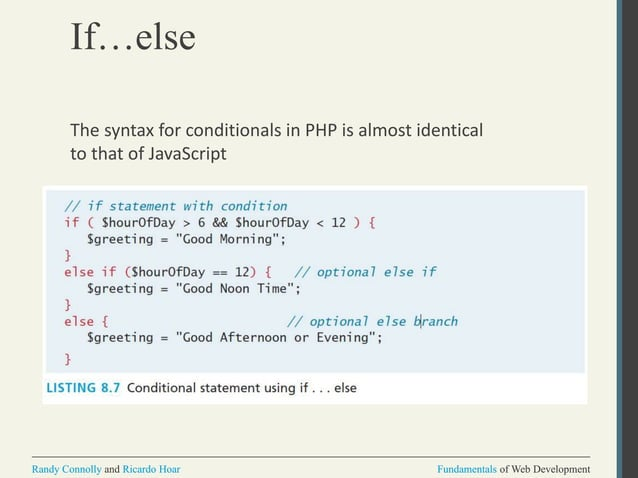 If…else
The syntax for conditionals in PHP is almost identical
to that of JavaScript
// if statement with condition
if ( $hourOfDay > 6 && $hourOfDay < 12 ) {
$greeting = "Good Morning";
}
else if ($hourOfDay == 12) { // optional else if
$greeting = "Good Noon Time";
}
else { // optional else branch
$greeting = "Good Afternoon or Evening";
}
LISTING 8.7 Conditional statement using if . . . else
Randy Connolly and Ricardo Hoar Fundamentals of Web Development